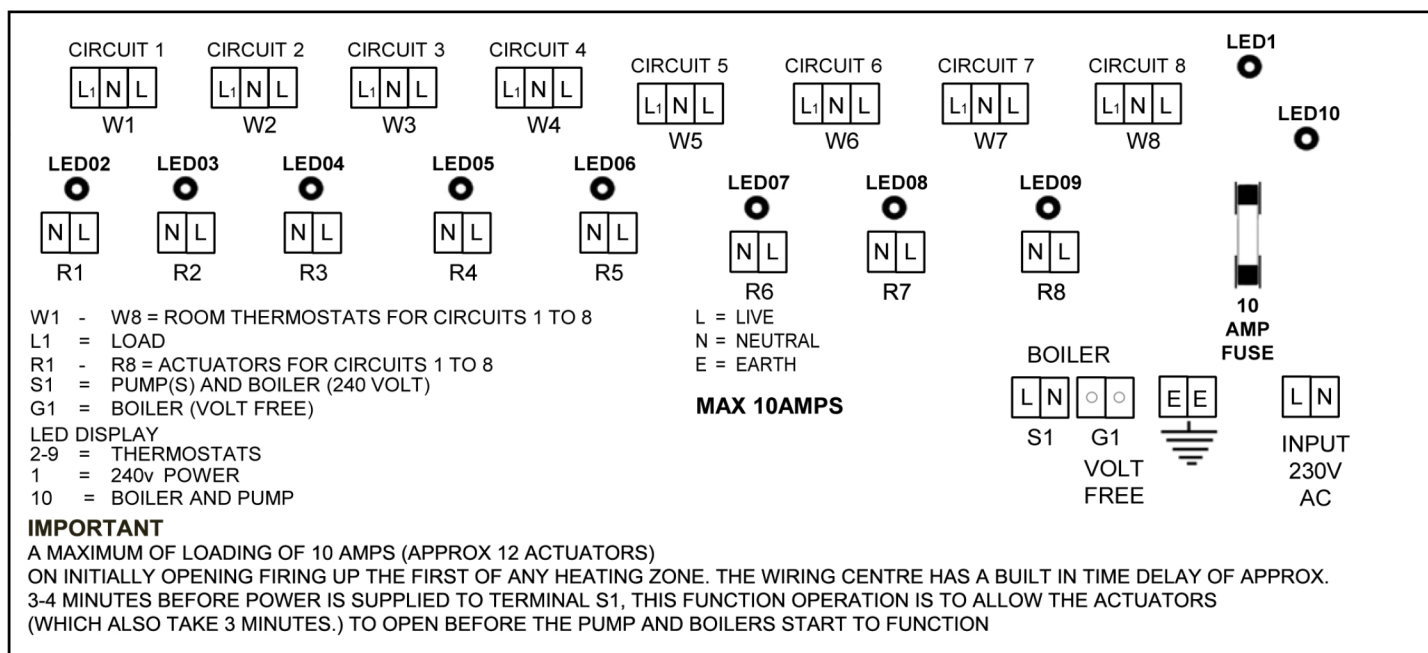 CIRCUIT 1 CIRCUIT 2 CIRCUIT 3 CIRCUIT 4 CIRCUIT 5 CIRCUIT 6 CIRCUIT 7 CIRCUIT 8 LED1
L1 N L L1 N L L1 N L L1 N L L1 N L L1 N L L1 N L L1 N L
W1 W2 W3 W4 W5 W6 W7 W8 LED10
LED02 LED03 LED04 LED05 LED06 LED07 LED08 LED09
N L N L N L N L N L N L N L N L
R1 R2 R3 R4 R5 R6 R7 R8
10
AMP
FUSE
W1 - W8 = ROOM THERMOSTATS FOR CIRCUITS 1 TO 8
L1 = LOAD
R1 - R8 = ACTUATORS FOR CIRCUITS 1 TO 8
S1 = PUMP(S) AND BOILER (240 VOLT)
G1 = BOILER (VOLT FREE)
LED DISPLAY
2-9 = THERMOSTATS
1 = 240v POWER
10 = BOILER AND PUMP
L = LIVE
N = NEUTRAL
E = EARTH
MAX 10AMPS
BOILER
L N E E L N
S1 G1
VOLT
FREE
INPUT
230V
AC
IMPORTANT
A MAXIMUM OF LOADING OF 10 AMPS (APPROX 12 ACTUATORS)
ON INITIALLY OPENING FIRING UP THE FIRST OF ANY HEATING ZONE. THE WIRING CENTRE HAS A BUILT IN TIME DELAY OF APPROX.
3-4 MINUTES BEFORE POWER IS SUPPLIED TO TERMINAL S1, THIS FUNCTION OPERATION IS TO ALLOW THE ACTUATORS
(WHICH ALSO TAKE 3 MINUTES.) TO OPEN BEFORE THE PUMP AND BOILERS START TO FUNCTION